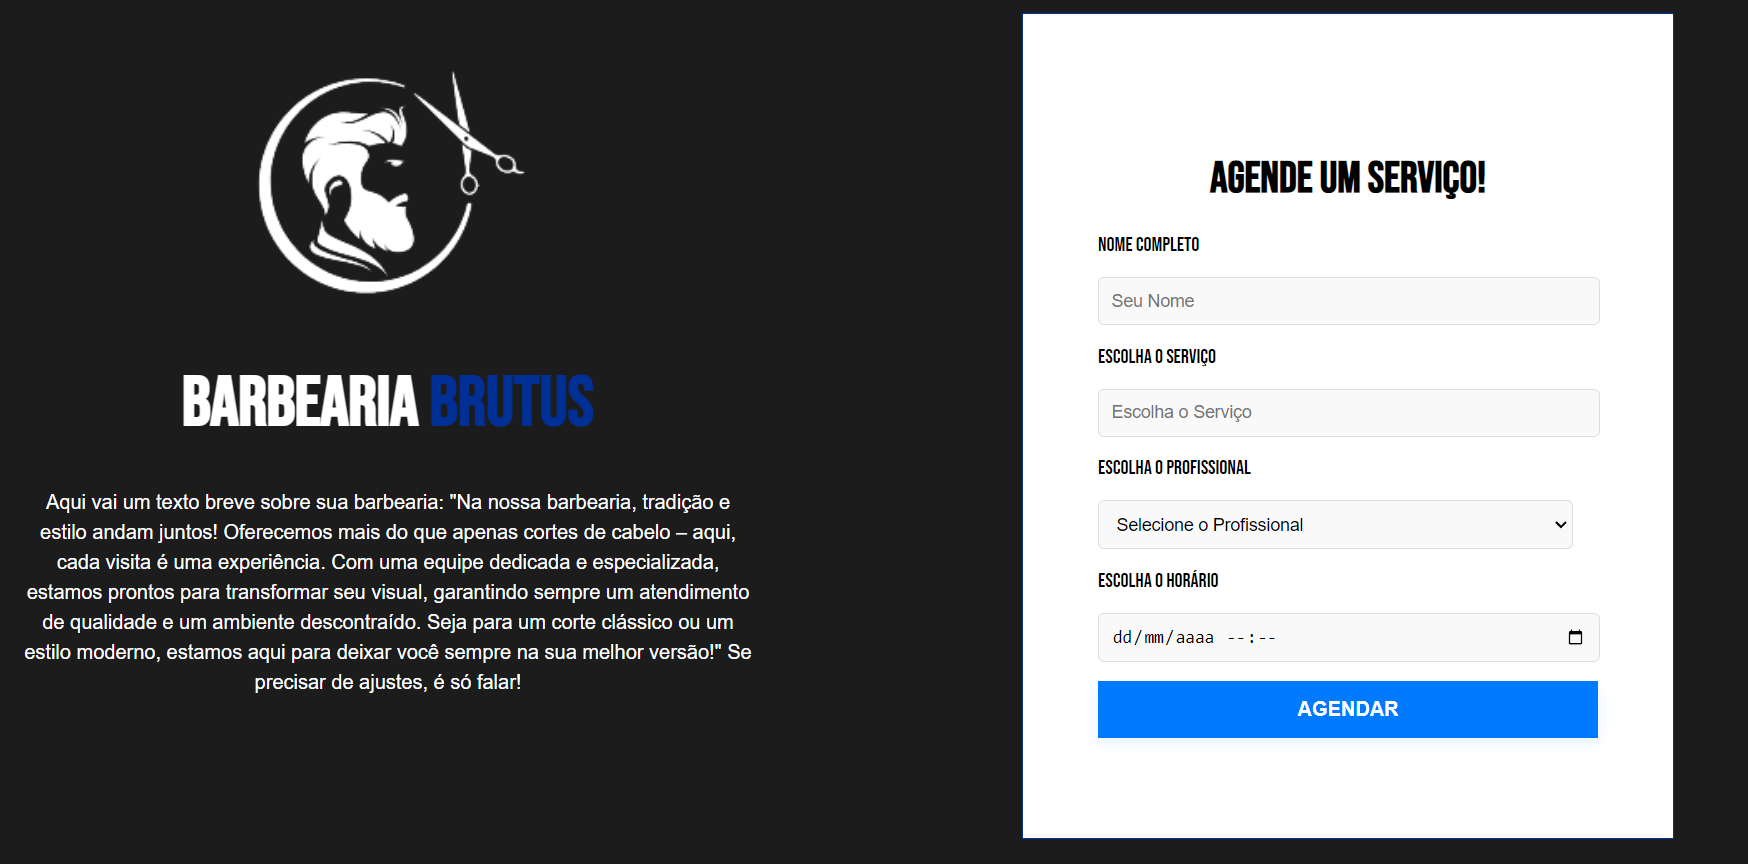 BARBEARIA BRUTUS
Aqui vai um texto breve sobre sua barbearia: "Na nossa barbearia, tradição e
estilo andam juntos! Oferecemos mais do que apenas cortes de cabelo – aqui,
cada visita é uma experiência. Com uma equipe dedicada e especializada,
estamos prontos para transformar seu visual, garantindo sempre um atendimento
de qualidade e um ambiente descontraído. Seja para um corte clássico ou um
estilo moderno, estamos aqui para deixar você sempre na sua melhor versão!" Se
precisar de ajustes, é só falar!
AGENDE UM SERVIÇO!
NOME COMPLETO
Seu Nome
ESCOLHA O SERVIÇO
Escolha o Serviço
ESCOLHA O PROFISSIONAL
Selecione o Profissional
ESCOLHA O HORÁRIO
dd/mm/aaaa --:--
AGENDAR